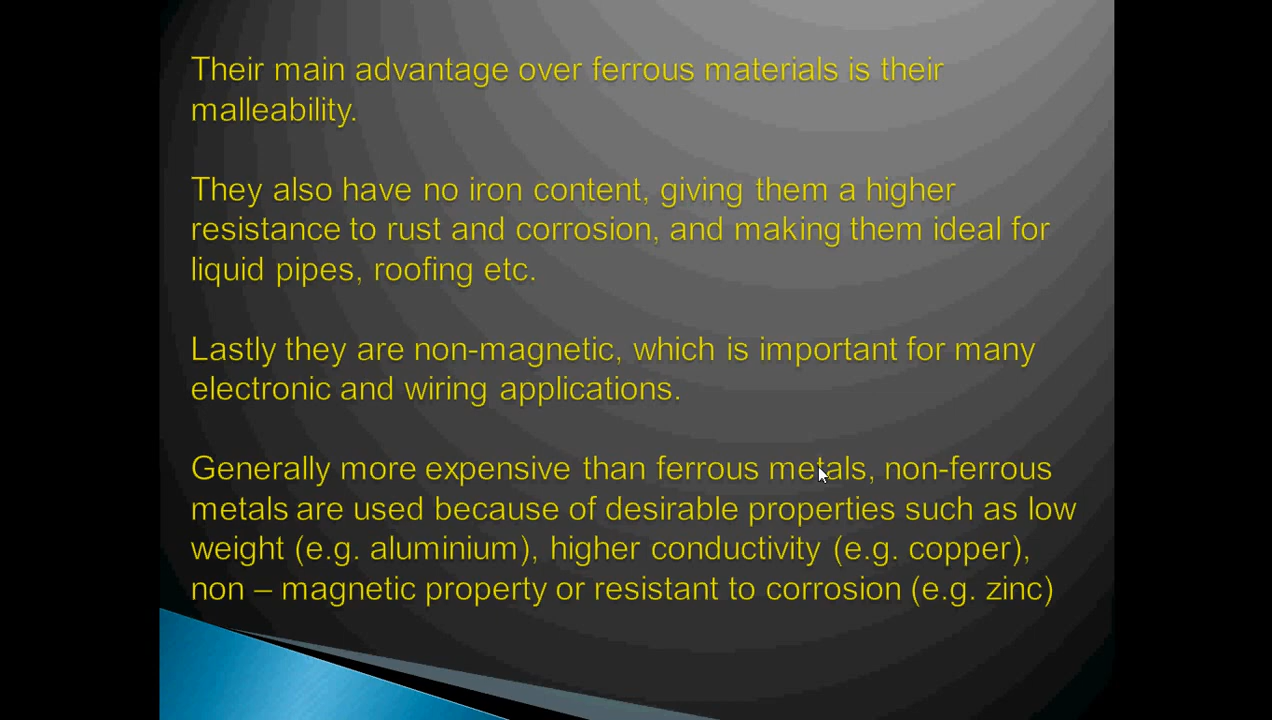 Their main advantage over ferrous materials is their
malleability.
They also have no iron content, giving them a higher
resistance to rust and corrosion, and making them ideal for
liquid pipes, roofing etc.
Lastly they are non-magnetic, which is important for many
electronic and wiring applications.
Generally more expensive than ferrous metals, non-ferrous
metals are used because of desirable properties such as low
weight (e.g. aluminium), higher conductivity (e.g. copper),
non – magnetic property or resistant to corrosion (e.g. zinc)